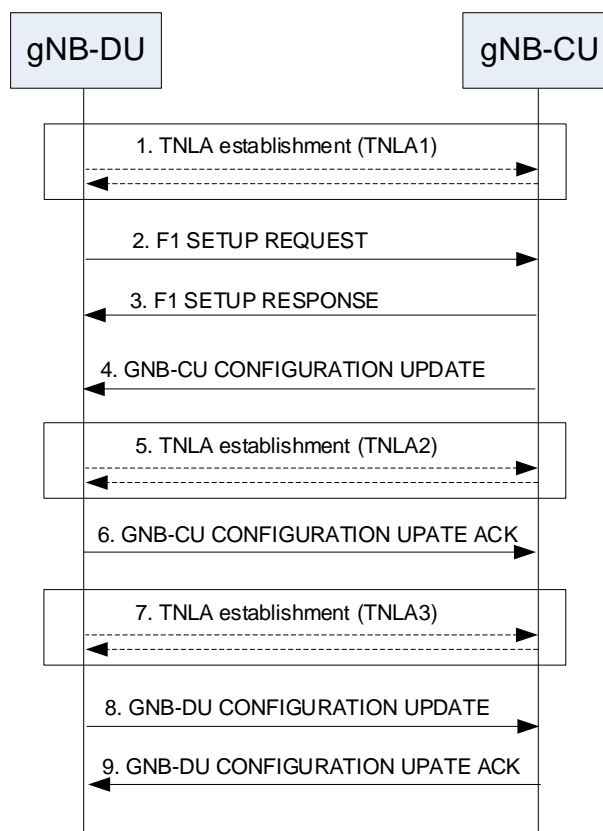 gNB-DU
gNB-CU
1. TNLA establishment (TNLA1)
2. F1 SETUP REQUEST
3. F1 SETUP RESPONSE
4. GNB-CU CONFIGURATION UPDATE
5. TNLA establishment (TNLA2)
6. GNB-CU CONFIGURATION UPATE ACK
7. TNLA establishment (TNLA3)
8. GNB-DU CONFIGURATION UPDATE
9. GNB-DU CONFIGURATION UPATE ACK